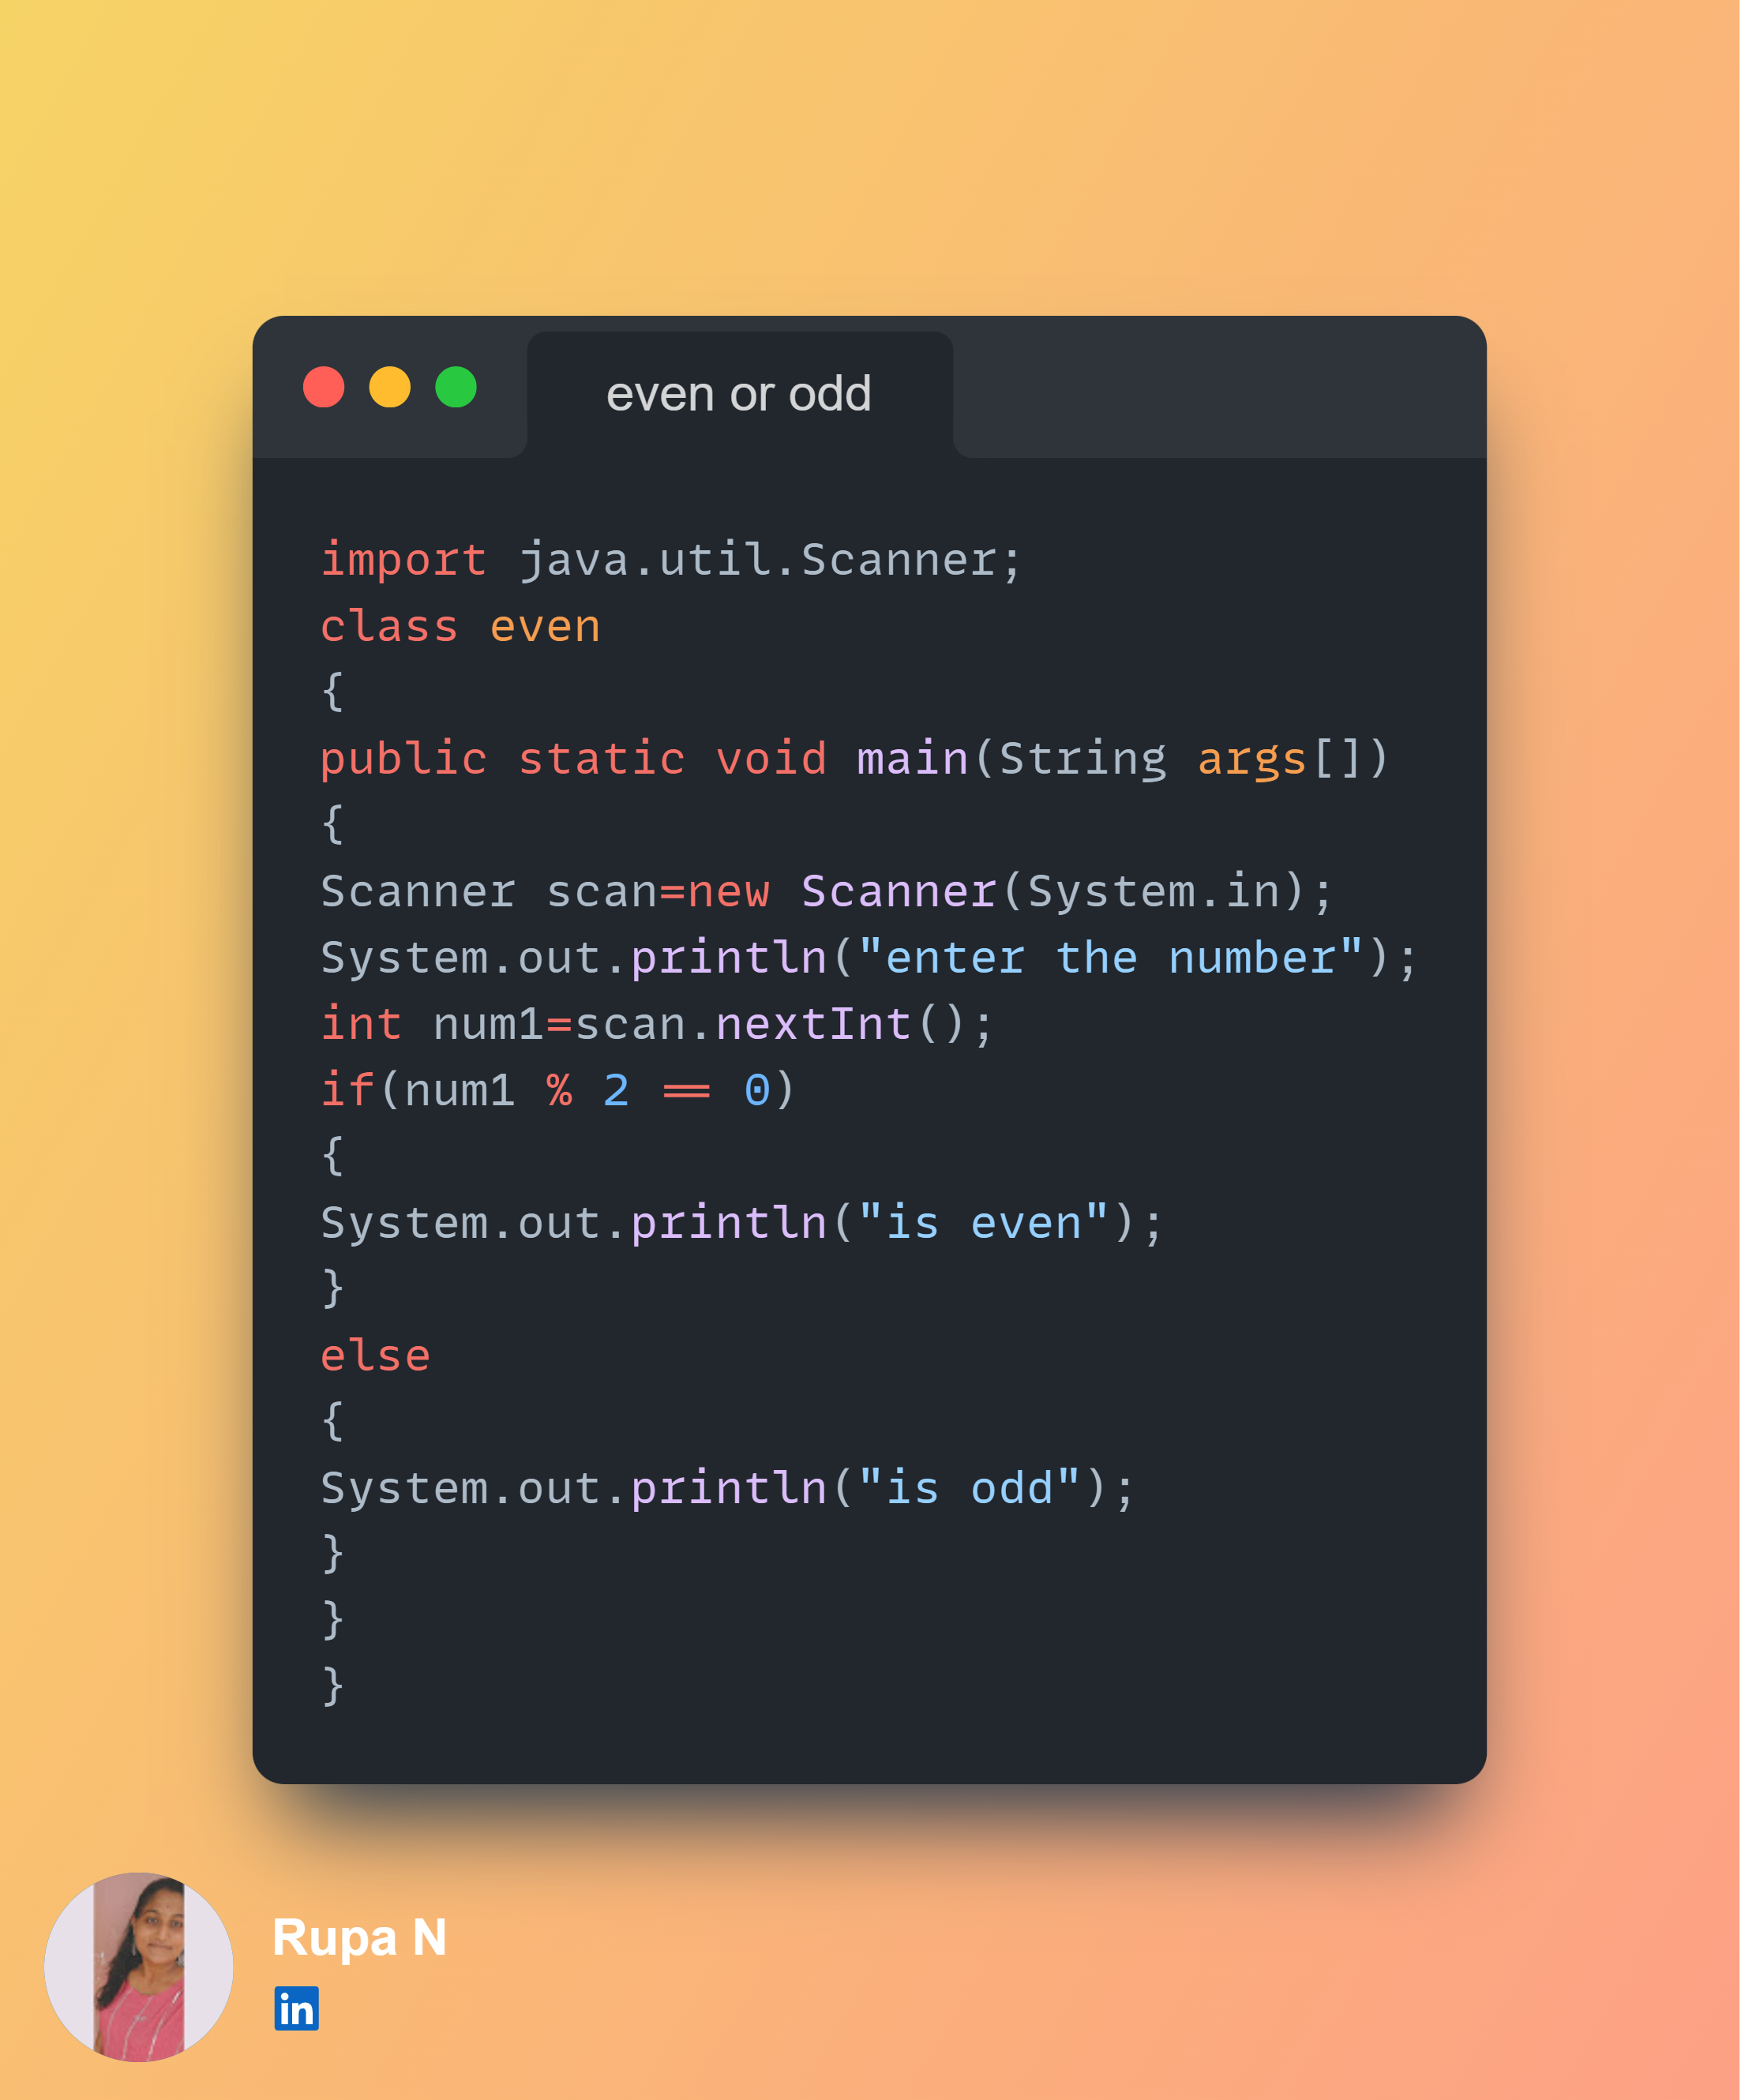 even or odd
import java.util.Scanner;
class even
{
public static void main(String args[])
{
Scanner scan=new Scanner(System.in);
System.out.println("enter the number");
int num1=scan.nextInt();
if(num1 % 2 == 0)
{
System.out.println("is even");
}
else
{
System.out.println("is odd");
}
}
}
Rupa N
in